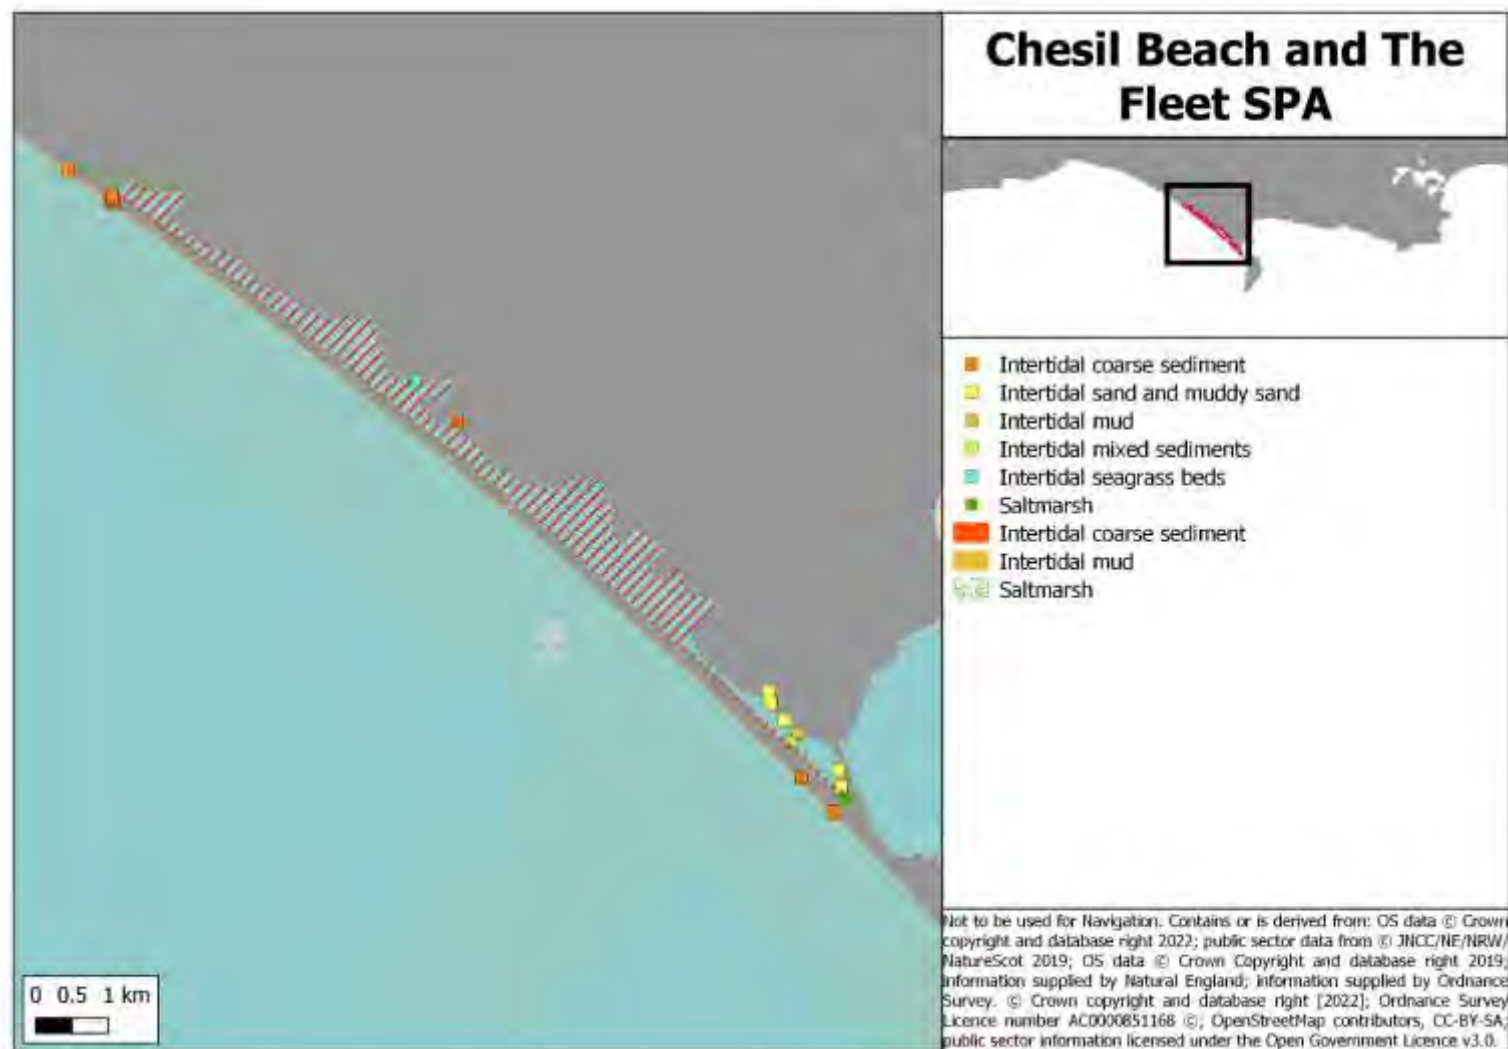 Chesil Beach and The
Fleet SPA
Intertidal coarse sediment
Intertidal sand and muddy sand
Intertidal mud
Intertidal mixed sediments
Intertidal seagrass beds
Saltmarsh
Intertidal coarse sediment
Intertidal mud
Saltmarsh
Not to be used for Navigation. Contains or is derived from: OS data © Crown
copyright and database right 2022; public sector data from © JNCC/NE/NRW/
NatureScot 2019; OS data © Crown Copyright and database right 2019;
information supplied by Natural England; information supplied by Ordnance
Survey. © Crown copyright and database right [2022]; Ordnance Survey
Licence number AC0000851168 ©, OpenStreetMap contributors, CC-BY-SA;
public sector information licensed under the Open Government Licence v3.0.
0 0.5 1 km